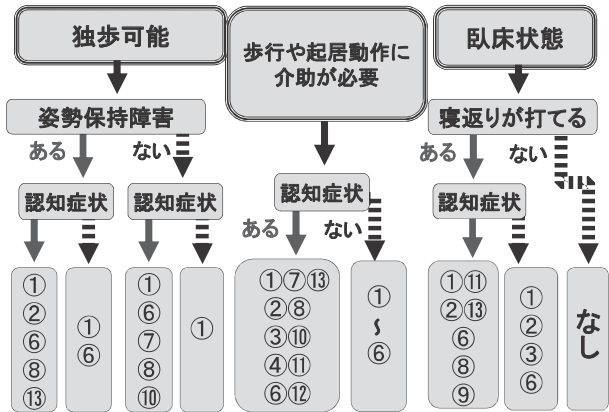 独歩可能
歩行や起居動作に
介助が必要
臥床状態
姿勢保持障害
寝返りが打てる
ある
ない
ある
ない
認知症状
認知症状
認知症状
認知症状
ある
ない
①
②
⑥
⑧
⑬
①
⑥
①
⑥
⑦
⑧
⑩
①
①⑦⑬
②⑧
③⑩
④⑪
⑥⑫
①
~
⑥
①⑪
②⑬
⑥
⑧
⑨
①
②
③
⑥
なし